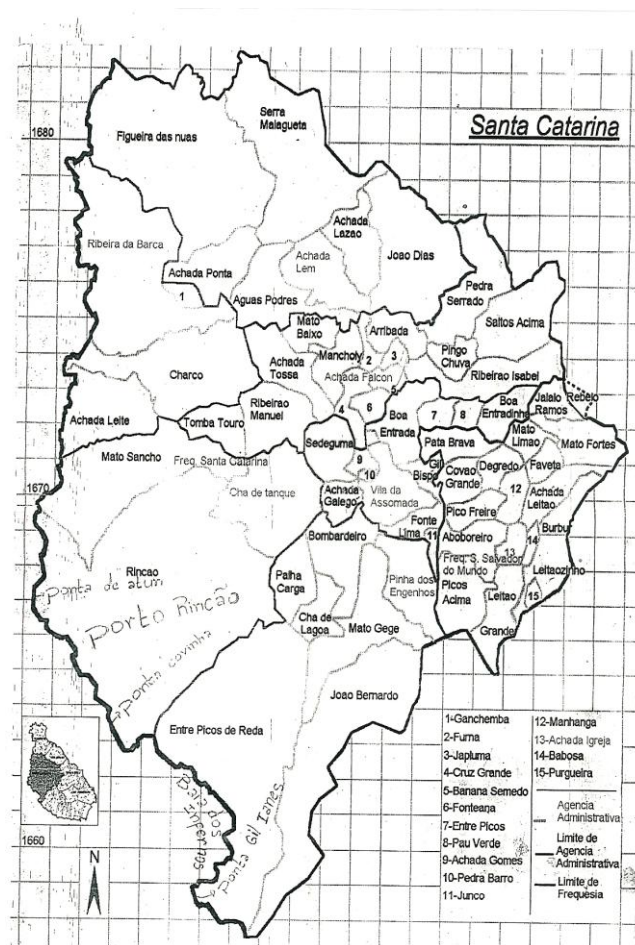 Santa Catarina
1680
Figueira das nuas
Serra
Malagueta
Ribeira da Barca
Achada Ponta
1
Achada
Lazao
Achada
Lem
Joao Dias
Aguas Podres
Pedra
Serrado
Saltos Acima
Mato
Baixo
Arribada
Mancholy
2
3
Pingo
Chuva
Achada
Tossa
Achada Falcon
Ribeirao Isabel
Charco
5
4
6
Ribeirao
Manuel
Boa
Entrada
7
8
Boa
Entradinha
Jalalo
Ramos
Rebelo
Achada Leite
Tomba Touro
Sedeguma
Pata Brava
Mato
Limao
Mato Fortes
Mato Sancho
Freq. Santa Catarina
9
10
Gil
Bispo
Covao
Grande
Degredo
Faveta
1670
Cha de tanque
Achada
Galego
Vila da
Assomada
12
Achada
Leitao
Pico Freire
Bombardeiro
Fonte
Lima
11
Aboboreiro
14
Burbur
Rincao
Freq. S. Salvador
do Mundo
13
Leitaozinho
Ponta de atum
Porto Rincão
Palha
Carga
Pinha dos
Engenhos
Picos
Acima
Leitao
Grande
15
Cha de
Lagoa
Mato Gege
Ponta covinha
Joao Bernardo
Entre Picos de Reda
Baia dos
Infernos
Ponta Gil Ianes
1660
N
1-Ganchemba
2-Furna
3-Japluma
4-Cruz Grande
5-Banana Semedo
6-Fonteana
7-Entre Picos
8-Pau Verde
9-Achada Gomes
10-Pedra Barro
11-Junco
12-Manhanga
13-Achada Igreja
14-Babosa
15-Purgueira
Agencia
Administrativa
Limite de
Agencia
Administrativa
Limite de
Frequesia